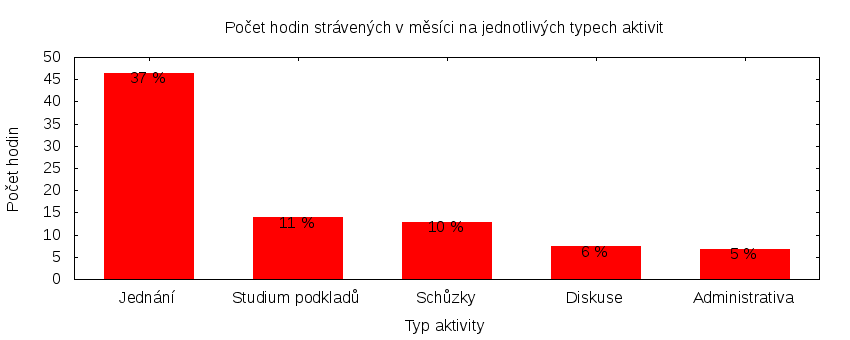 Počet hodin strávených v měsíci na jednotlivých typech aktivit
50
45
40
35
30
25
20
15
10
5
0
Počet hodin
37 %
11 %
10 %
6 %
5 %
Jednání
Studium podkladů
Schůzky
Diskuse
Administrativa
Typ aktivity